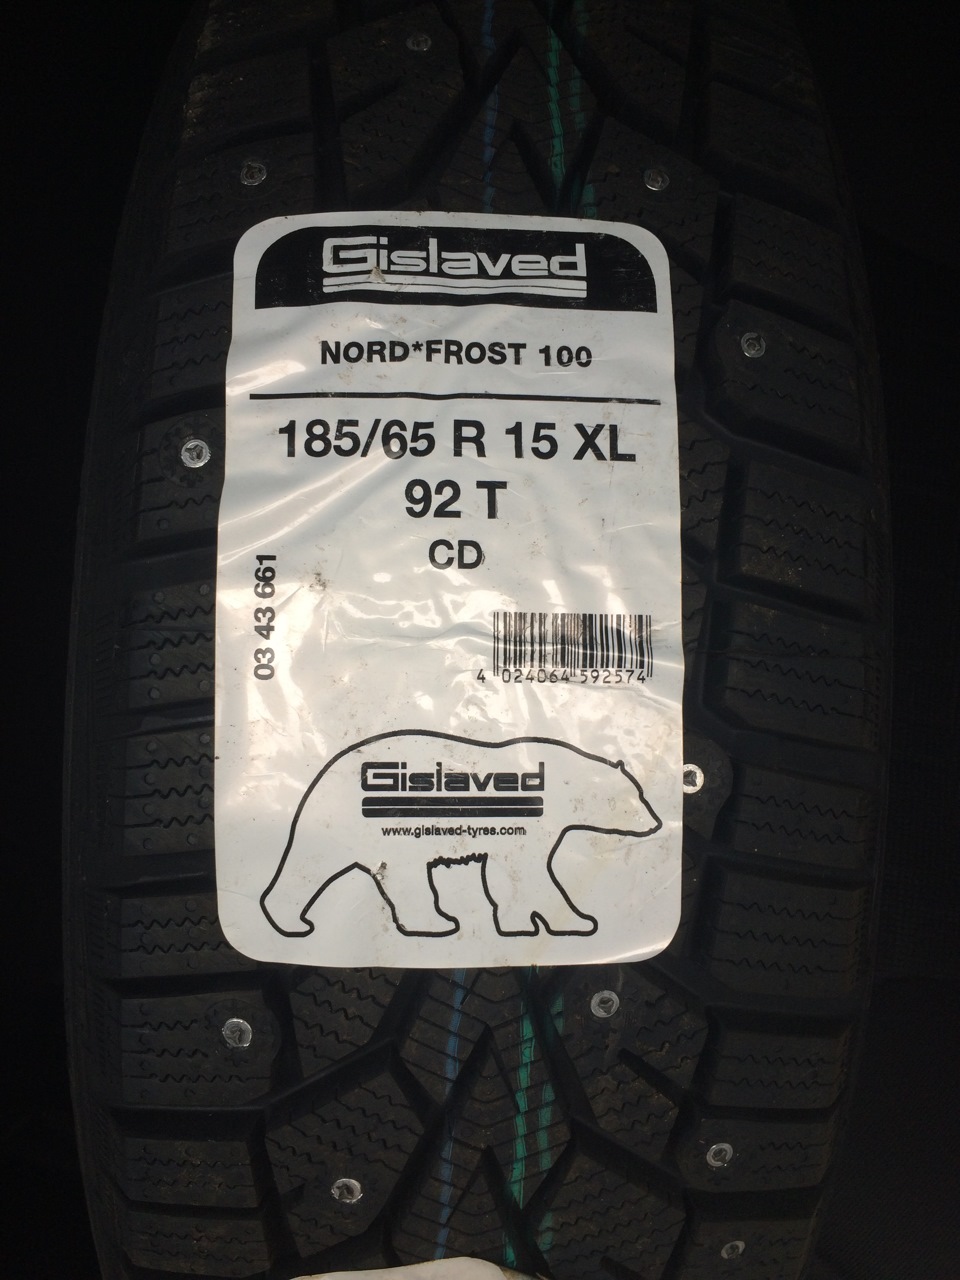 Gislaved
NORD*FROST 100
185/65 R 15 XL
92 T
CD
03 43 661
4 024064 592574
Gislaved
www.gislaved-tyres.com